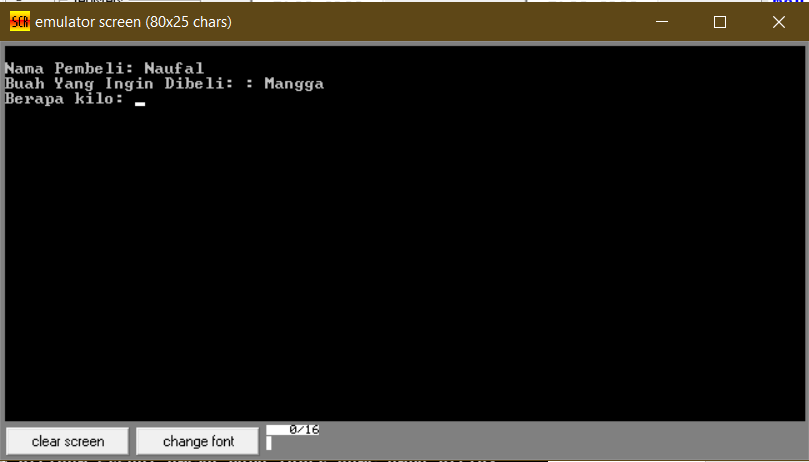 SCR emulator screen (80x25 chars)
Nama Pembeli: Naufal
Buah Yang Ingin Dibeli: : Mangga
Berapa kilo:
clear screen
change font
0/16